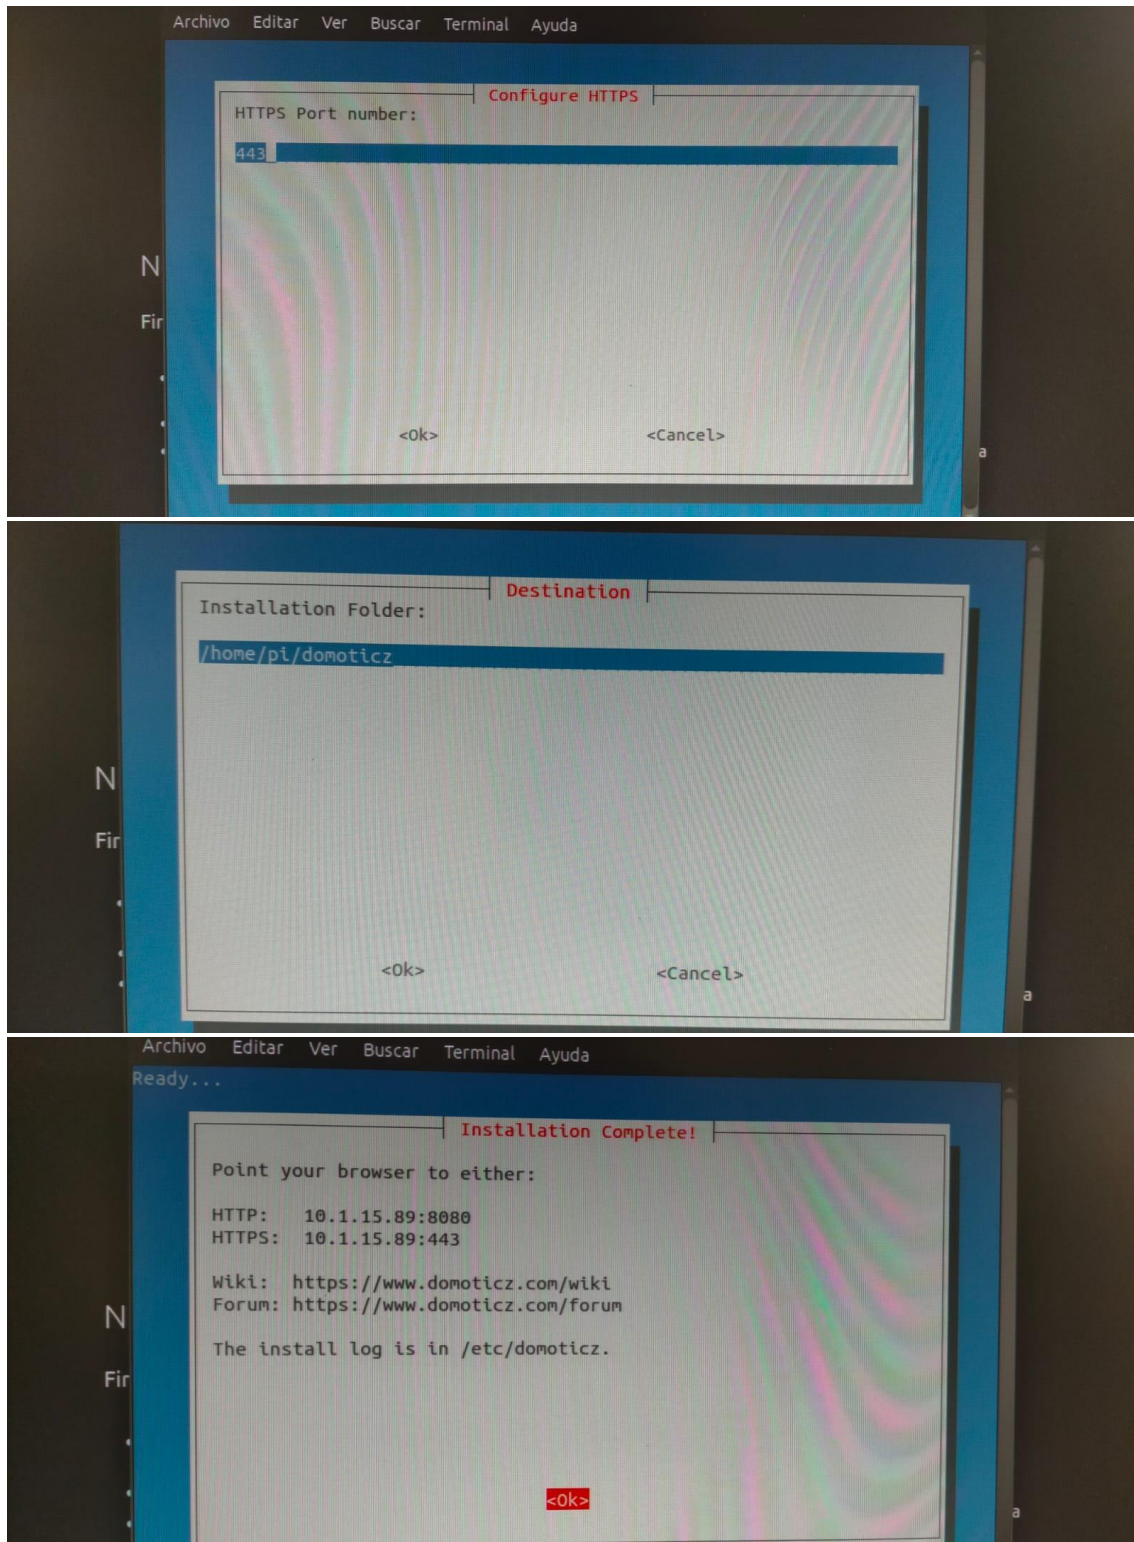 Archivo Editar Ver Buscar Terminal Ayuda
Configure HTTPS
HTTPS Port number:
443_
N
Fir
<Ok> <Cancel>
a
Destination
Installation Folder:
/home/pi/domoticz_
N
Fir
<Ok> <Cancel>
a
Archivo Editar Ver Buscar Terminal Ayuda
Ready...
Installation Complete!
Point your browser to either:
HTTP: 10.1.15.89:8080
HTTPS: 10.1.15.89:443
Wiki: https://www.domoticz.com/wiki
Forum: https://www.domoticz.com/forum
N
The install log is in /etc/domoticz.
Fir
<Ok>
a